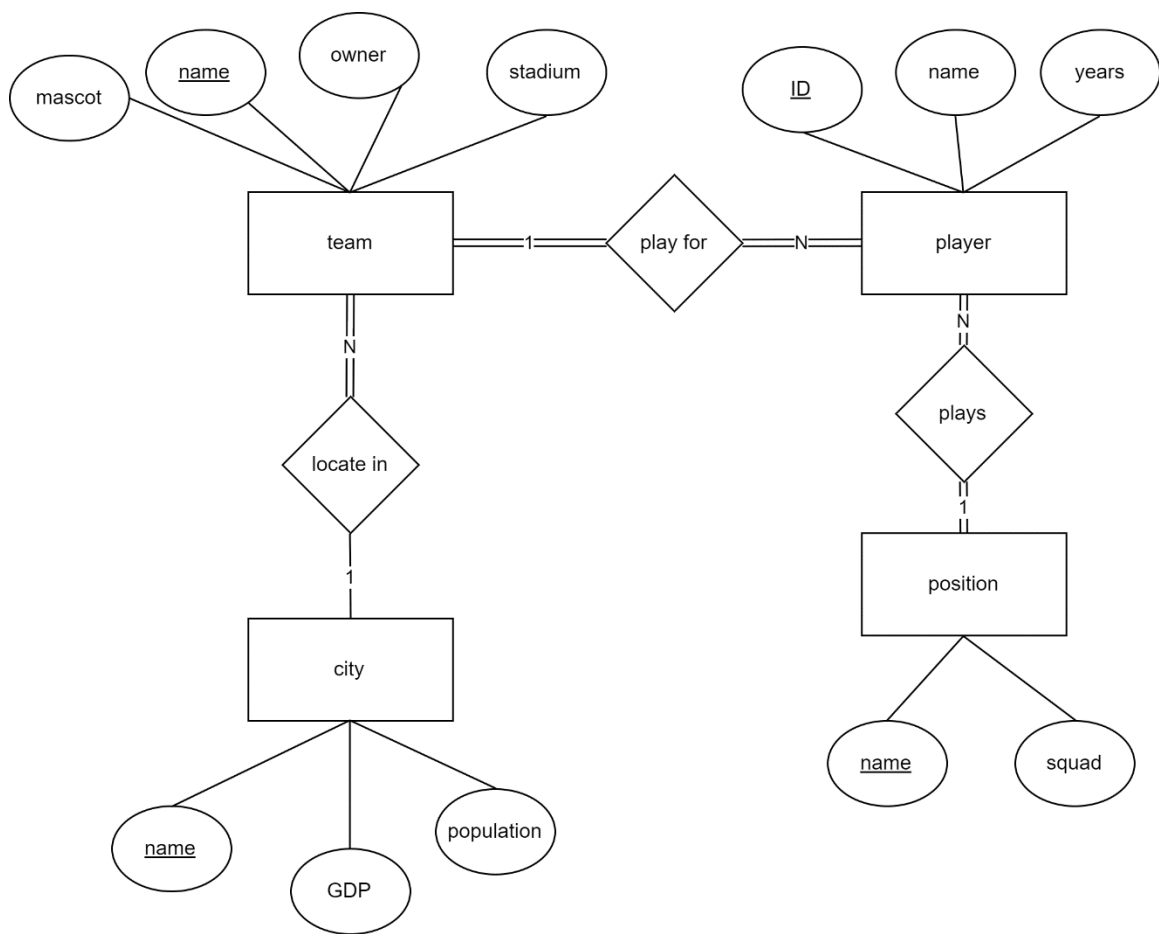 mascot
name
owner
stadium
ID
name
years
team
1
play for
N
player
N
N
locate in
plays
1
1
position
city
name
squad
name
GDP
population